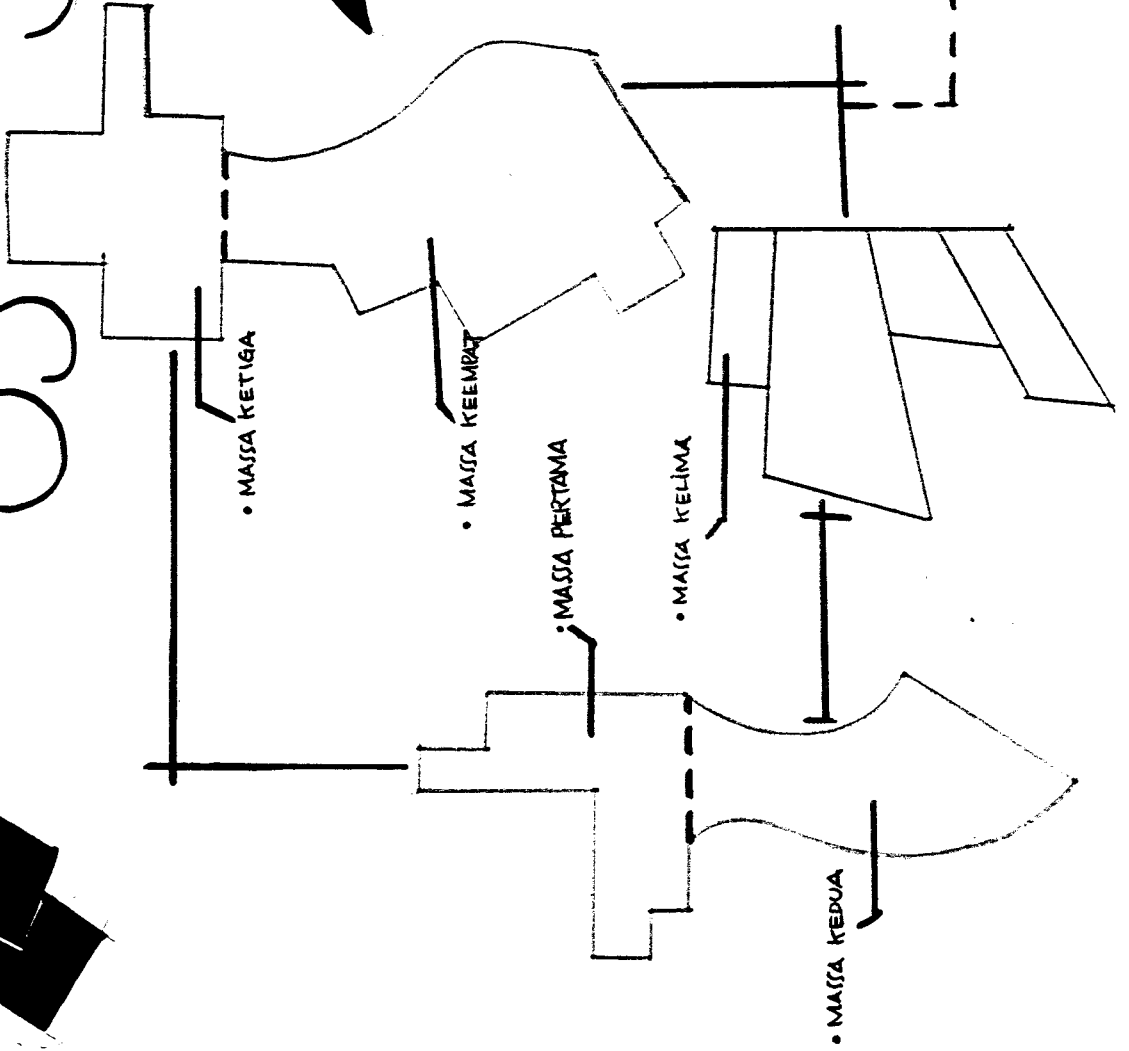 • MASSA KETIGA
• MASSA KEEMPAT
• MASSA PERTAMA
• MASSA KELIMA
• MASSA KEDUA